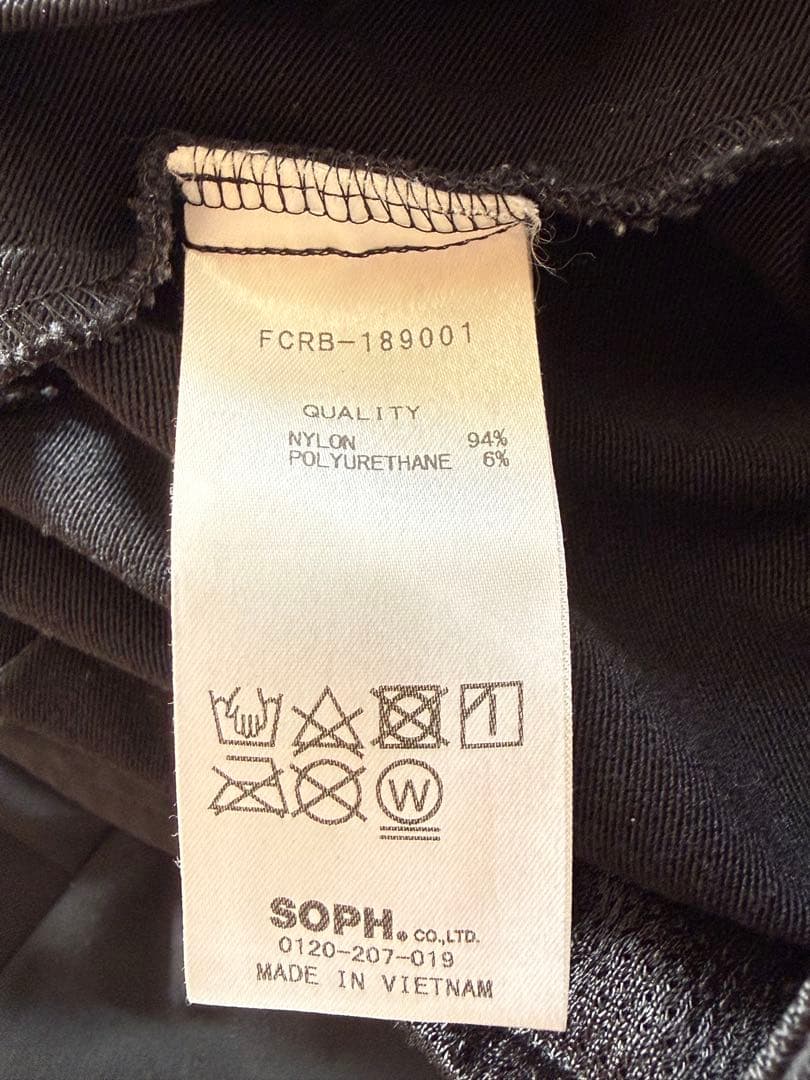 FCRB-189001
QUALITY
NYLON 94%
POLYURETHANE 6%
W
SOPH. CO.,LTD.
0120-207-019
MADE IN VIETNAM